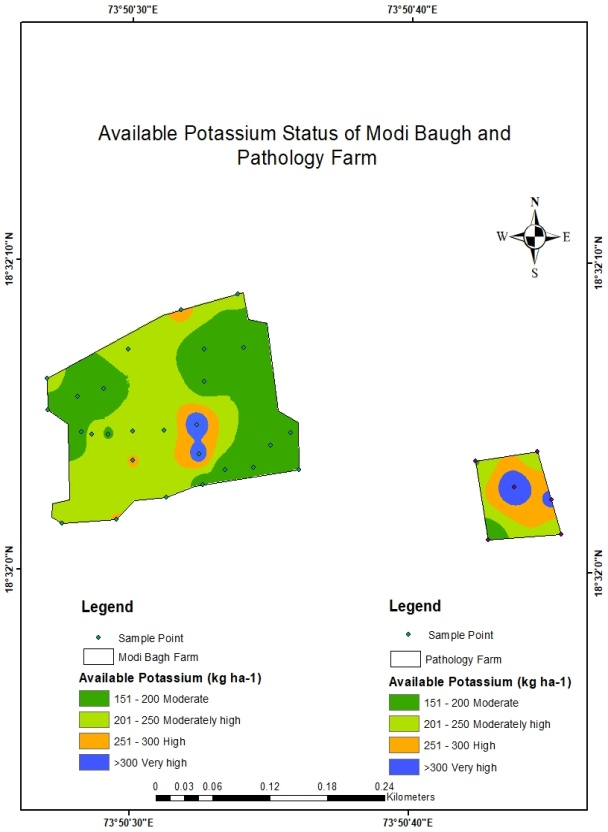 73°50'30"E 73°50'40"E
Available Potassium Status of Modi Baugh and
Pathology Farm
N
W E
S
18°32'10"N 18°32'10"N
18°32'0"N 18°32'0"N
Legend
Sample Point
Modi Bagh Farm
Available Potassium (kg ha-1)
151 - 200 Moderate
201 - 250 Moderately high
251 - 300 High
>300 Very high
Legend
Sample Point
Pathology Farm
Available Potassium (kg ha-1)
151 - 200 Moderate
201 - 250 Moderately high
251 - 300 High
>300 Very high
0 0.03 0.06 0.12 0.18 0.24
Kilometers
73°50'30"E 73°50'40"E